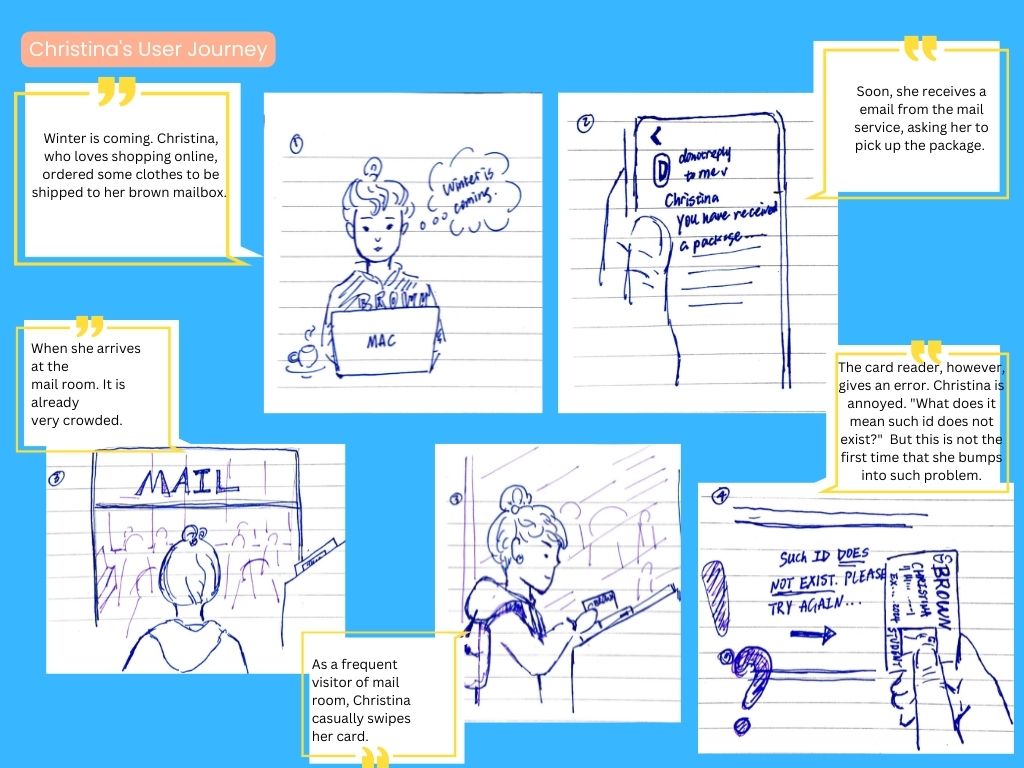 Christina's User Journey
Winter is coming. Christina,
who loves shopping online,
ordered some clothes to be
shipped to her brown mailbox.
1
Winter is
coming.
BROWN
MAC
2
D
donotreply
to me
Christina
you have received
a package
Soon, she receives a
email from the mail
service, asking her to
pick up the package.
When she arrives
at the
mail room. It is
already
very crowded.
3
MAIL
As a frequent
visitor of mail
room, Christina
casually swipes
her card.
The card reader, however,
gives an error. Christina is
annoyed. "What does it
mean such id does not
exist?"  But this is not the
first time that she bumps
into such problem.
4
Such ID DOES
NOT EXIST. PLEASE
TRY AGAIN...
BROWN
CHRISTINA
STUDENT